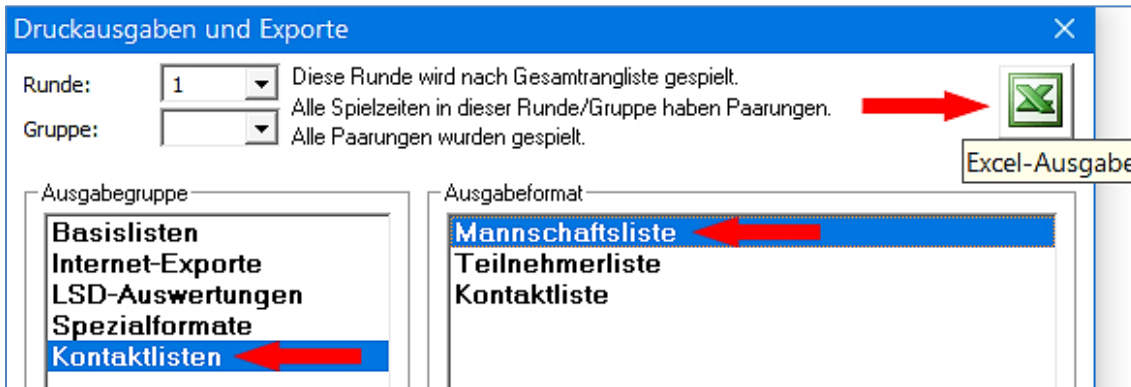 Druckausgaben und Exporte
Runde: 1 Diese Runde wird nach Gesamtrangliste gespielt.
Alle Spielzeiten in dieser Runde/Gruppe haben Paarungen.
Gruppe: Alle Paarungen wurden gespielt.
Excel-Ausgabe
Ausgabegruppe
Basislisten
Internet-Exporte
LSD-Auswertungen
Spezialformate
Kontaktlisten
Ausgabeformat
Mannschaftsliste
Teilnehmerliste
Kontaktliste